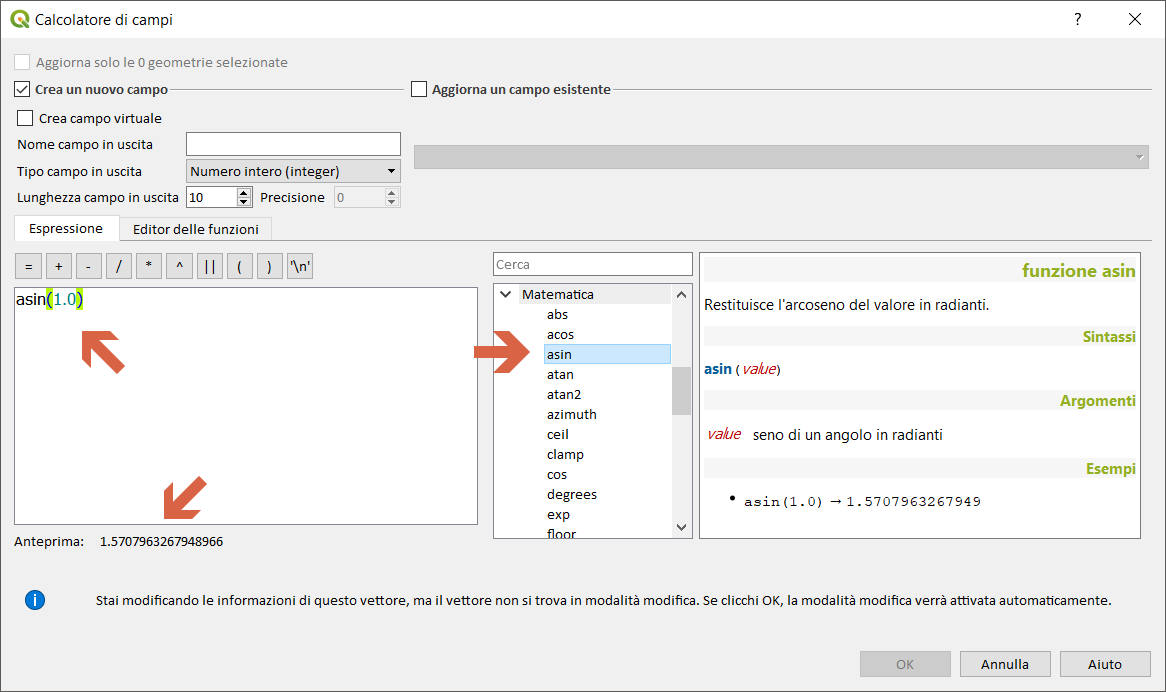 Calcolatore di campi
?
Aggiorna solo le 0 geometrie selezionate
Crea un nuovo campo
Aggiorna un campo esistente
Crea campo virtuale
Nome campo in uscita
Tipo campo in uscita
Numero intero (integer)
Lunghezza campo in uscita
10
Precisione
0
Espressione
Editor delle funzioni
= + - / * ^ || ( ) '\n'
asin(1.0)
Anteprima: 1.5707963267948966
Cerca
Matematica
abs
acos
asin
atan
atan2
azimuth
ceil
clamp
cos
degrees
exp
floor
funzione asin
Restituisce l'arcoseno del valore in radianti.
Sintassi
asin (value)
Argomenti
value seno di un angolo in radianti
Esempi
• asin(1.0) → 1.5707963267949
Stai modificando le informazioni di questo vettore, ma il vettore non si trova in modalità modifica. Se clicchi OK, la modalità modifica verrà attivata automaticamente.
OK
Annulla
Aiuto